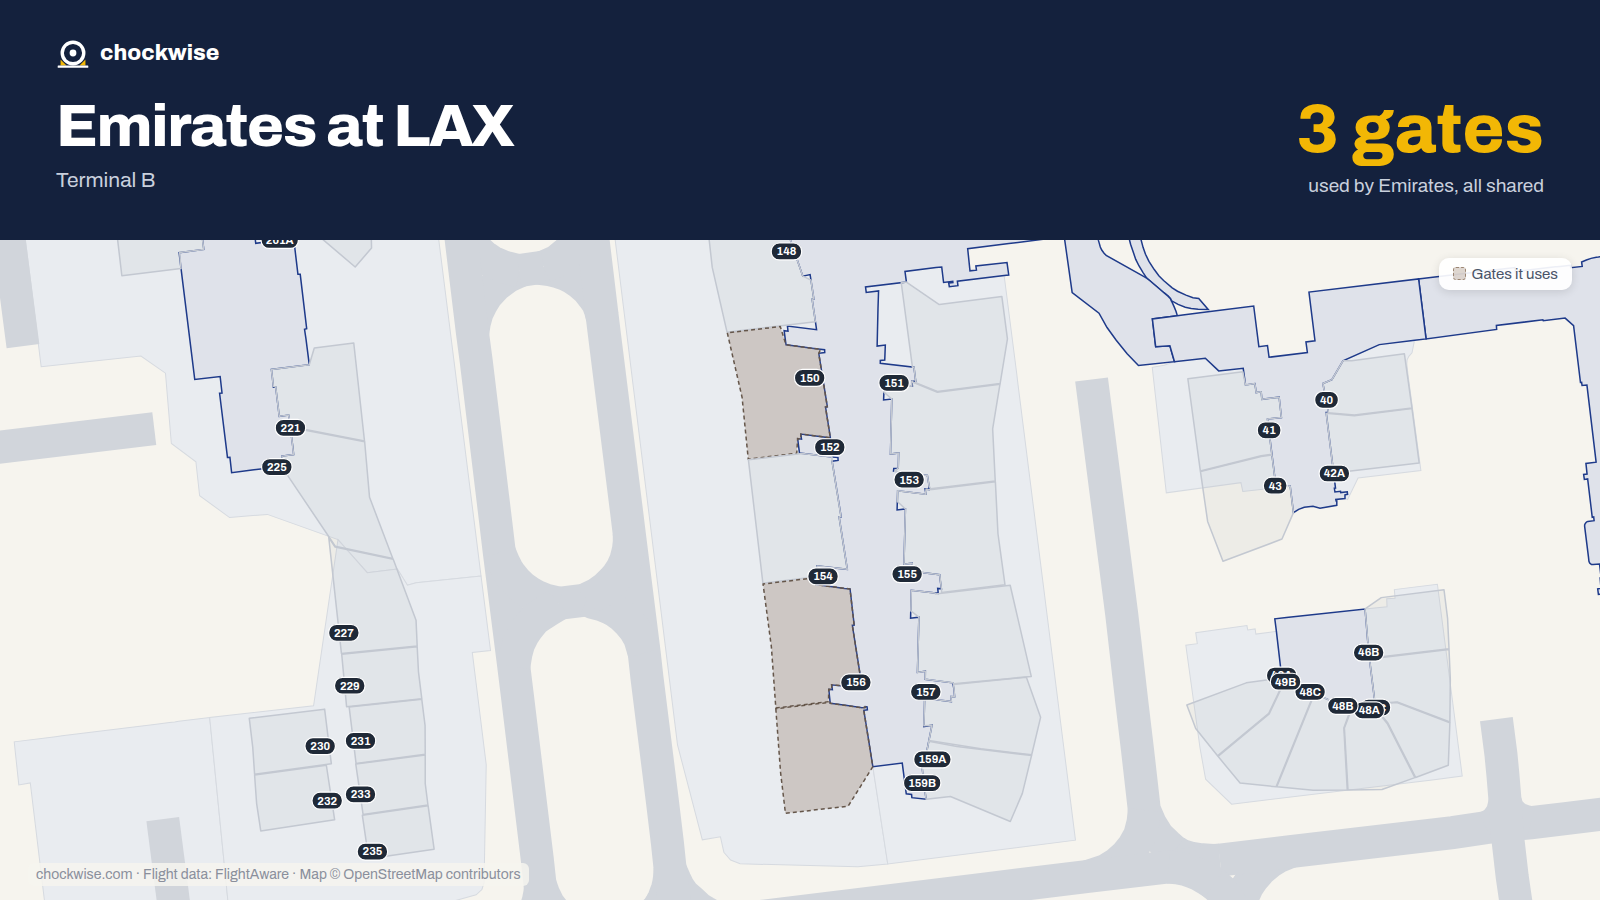 chockwise
Emirates at LAX
Terminal B
3 gates
used by Emirates, all shared
Gates it uses
201A
148
150
151
152
153
154
155
156
157
159A
159B
221
225
227
229
230
231
232
233
235
40
41
42A
43
46B
49B
48C
48B
48A
chockwise.com · Flight data: FlightAware · Map © OpenStreetMap contributors